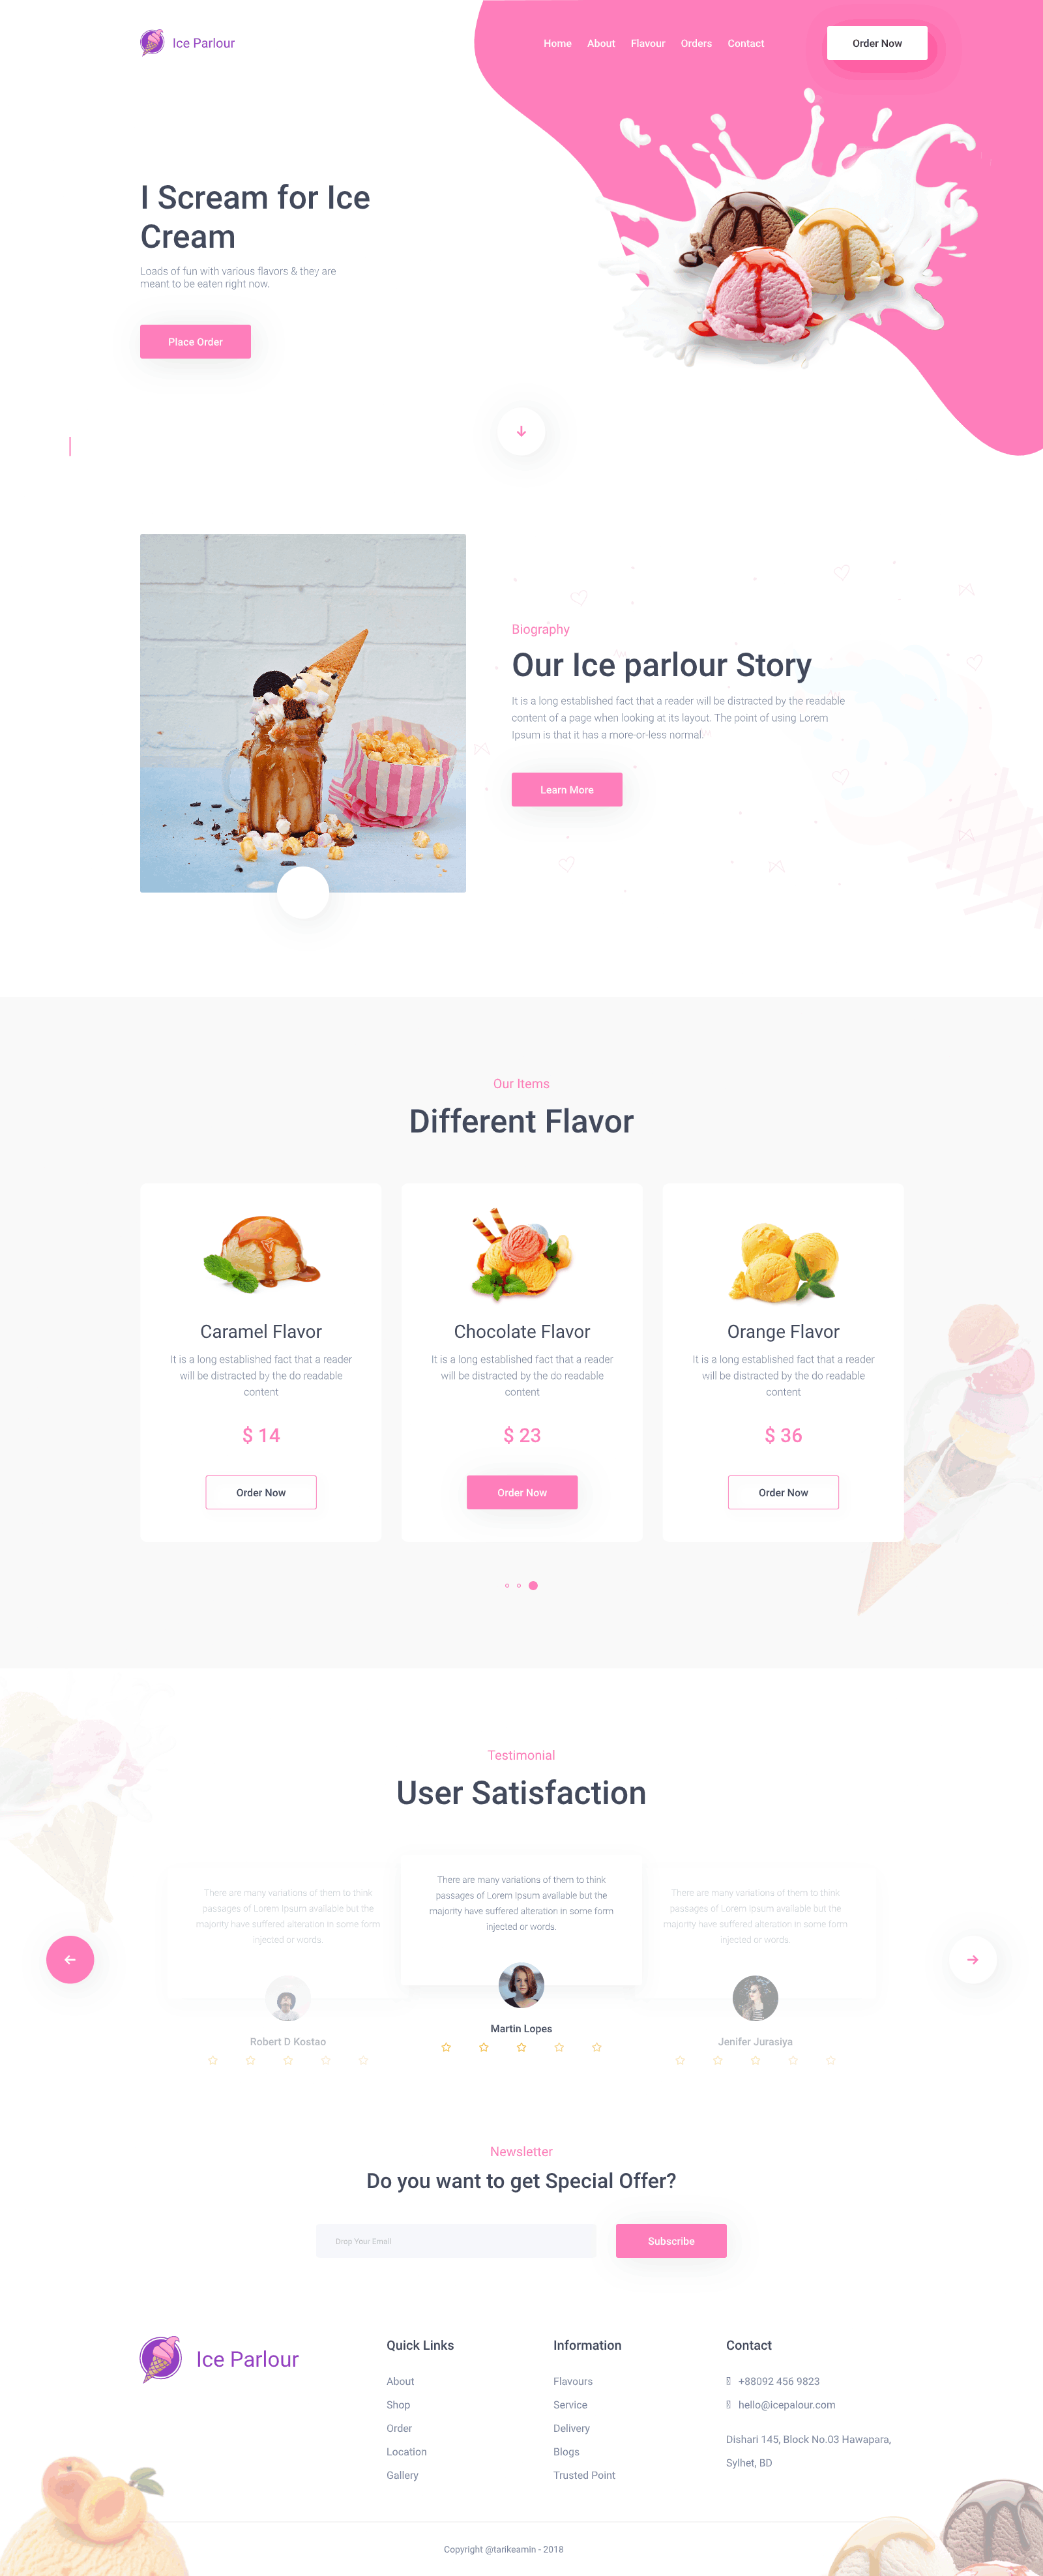 Ice Parlour
Home About Flavour Orders Contact
Order Now
I Scream for Ice
Cream
Loads of fun with various flavors & they are
meant to be eaten right now.
Place Order
Biography
Our Ice parlour Story
It is a long established fact that a reader will be distracted by the readable
content of a page when looking at its layout. The point of using Lorem
Ipsum is that it has a more-or-less normal.
Learn More
Our Items
Different Flavor
Caramel Flavor
It is a long established fact that a reader
will be distracted by the do readable
content
$ 14
Order Now
Chocolate Flavor
It is a long established fact that a reader
will be distracted by the do readable
content
$ 23
Order Now
Orange Flavor
It is a long established fact that a reader
will be distracted by the do readable
content
$ 36
Order Now
Testimonial
User Satisfaction
There are many variations of them to think
passages of Lorem Ipsum available but the
majority have suffered alteration in some form
injected or words.
Robert D Kostao
There are many variations of them to think
passages of Lorem Ipsum available but the
majority have suffered alteration in some form
injected or words.
Martin Lopes
There are many variations of them to think
passages of Lorem Ipsum available but the
majority have suffered alteration in some form
injected or words.
Jenifer Jurasiya
Newsletter
Do you want to get Special Offer?
Drop Your Email
Subscribe
Ice Parlour
Quick Links
About
Shop
Order
Location
Gallery
Information
Flavours
Service
Delivery
Blogs
Trusted Point
Contact
+88092 456 9823
hello@icepalour.com
Dishari 145, Block No.03 Hawapara,
Sylhet, BD
Copyright @tarikeamin - 2018